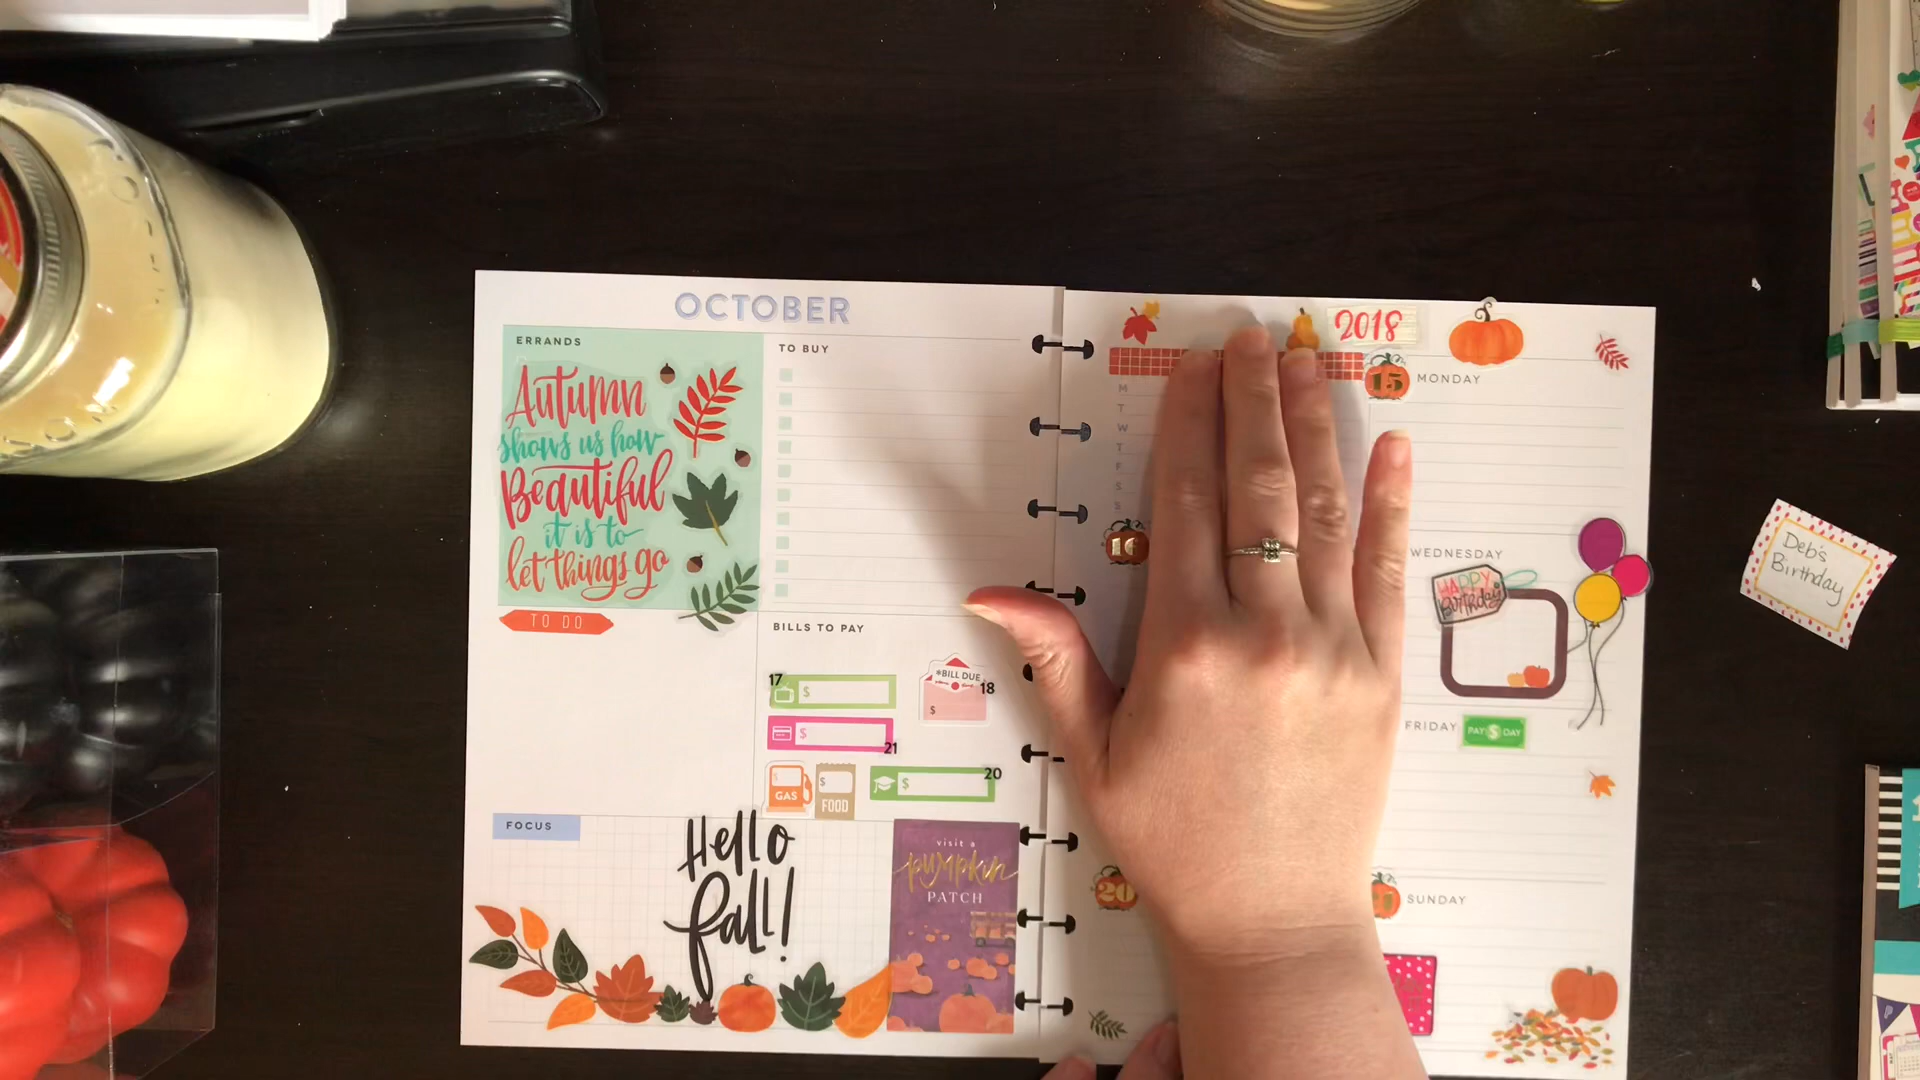 OCTOBER
ERRANDS
Autumn
shows us how
Beautiful
it is to
let things go
TO DO
TO BUY
BILLS TO PAY
17
$
*BILL DUE
$
18
$
21
$
GAS
$
FOOD
$
20
FOCUS
Hello
fall!
visit a
pumpkin
PATCH
2018
M
T
W
T
F
S
15
MONDAY
16
WEDNESDAY
HAPPY
BIRTHDAY
FRIDAY
PAY $ DAY
20
SUNDAY
Deb's
Birthday